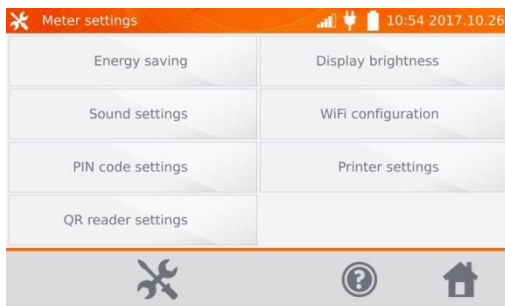 Meter settings 10:54 2017.10.26
Energy saving Display brightness
Sound settings WiFi configuration
PIN code settings Printer settings
QR reader settings
?